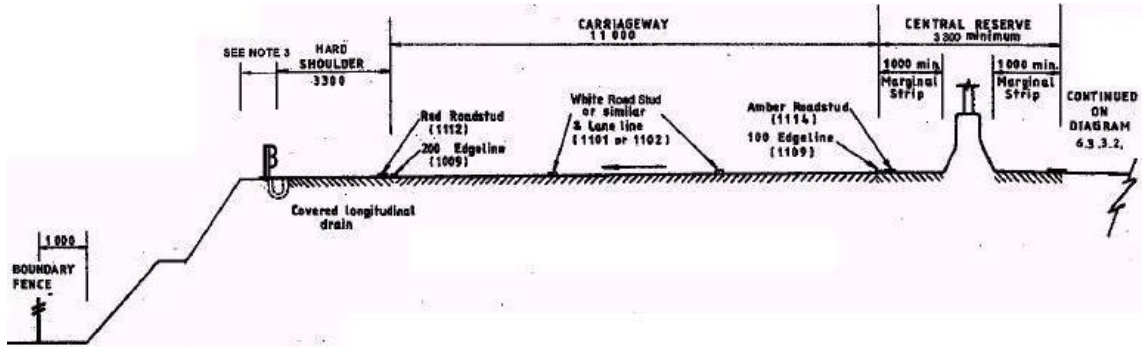 CARRIAGEWAY
11 000
CENTRAL RESERVE
3 300 minimum
SEE NOTE 3
HARD
SHOULDER
3300
1000 min.
Marginal
Strip
1000 min.
Marginal
Strip
CONTINUED
ON
DIAGRAM
6.3.3.2,
Red Roadstud
(1112)
200 Edgeline
(1009)
White Road Stud
or similar
& Lane line
(1101 or 1102)
Amber Roadstud
(1114)
100 Edgeline
(1109)
Covered longitudinal
drain
1000
BOUNDARY
FENCE